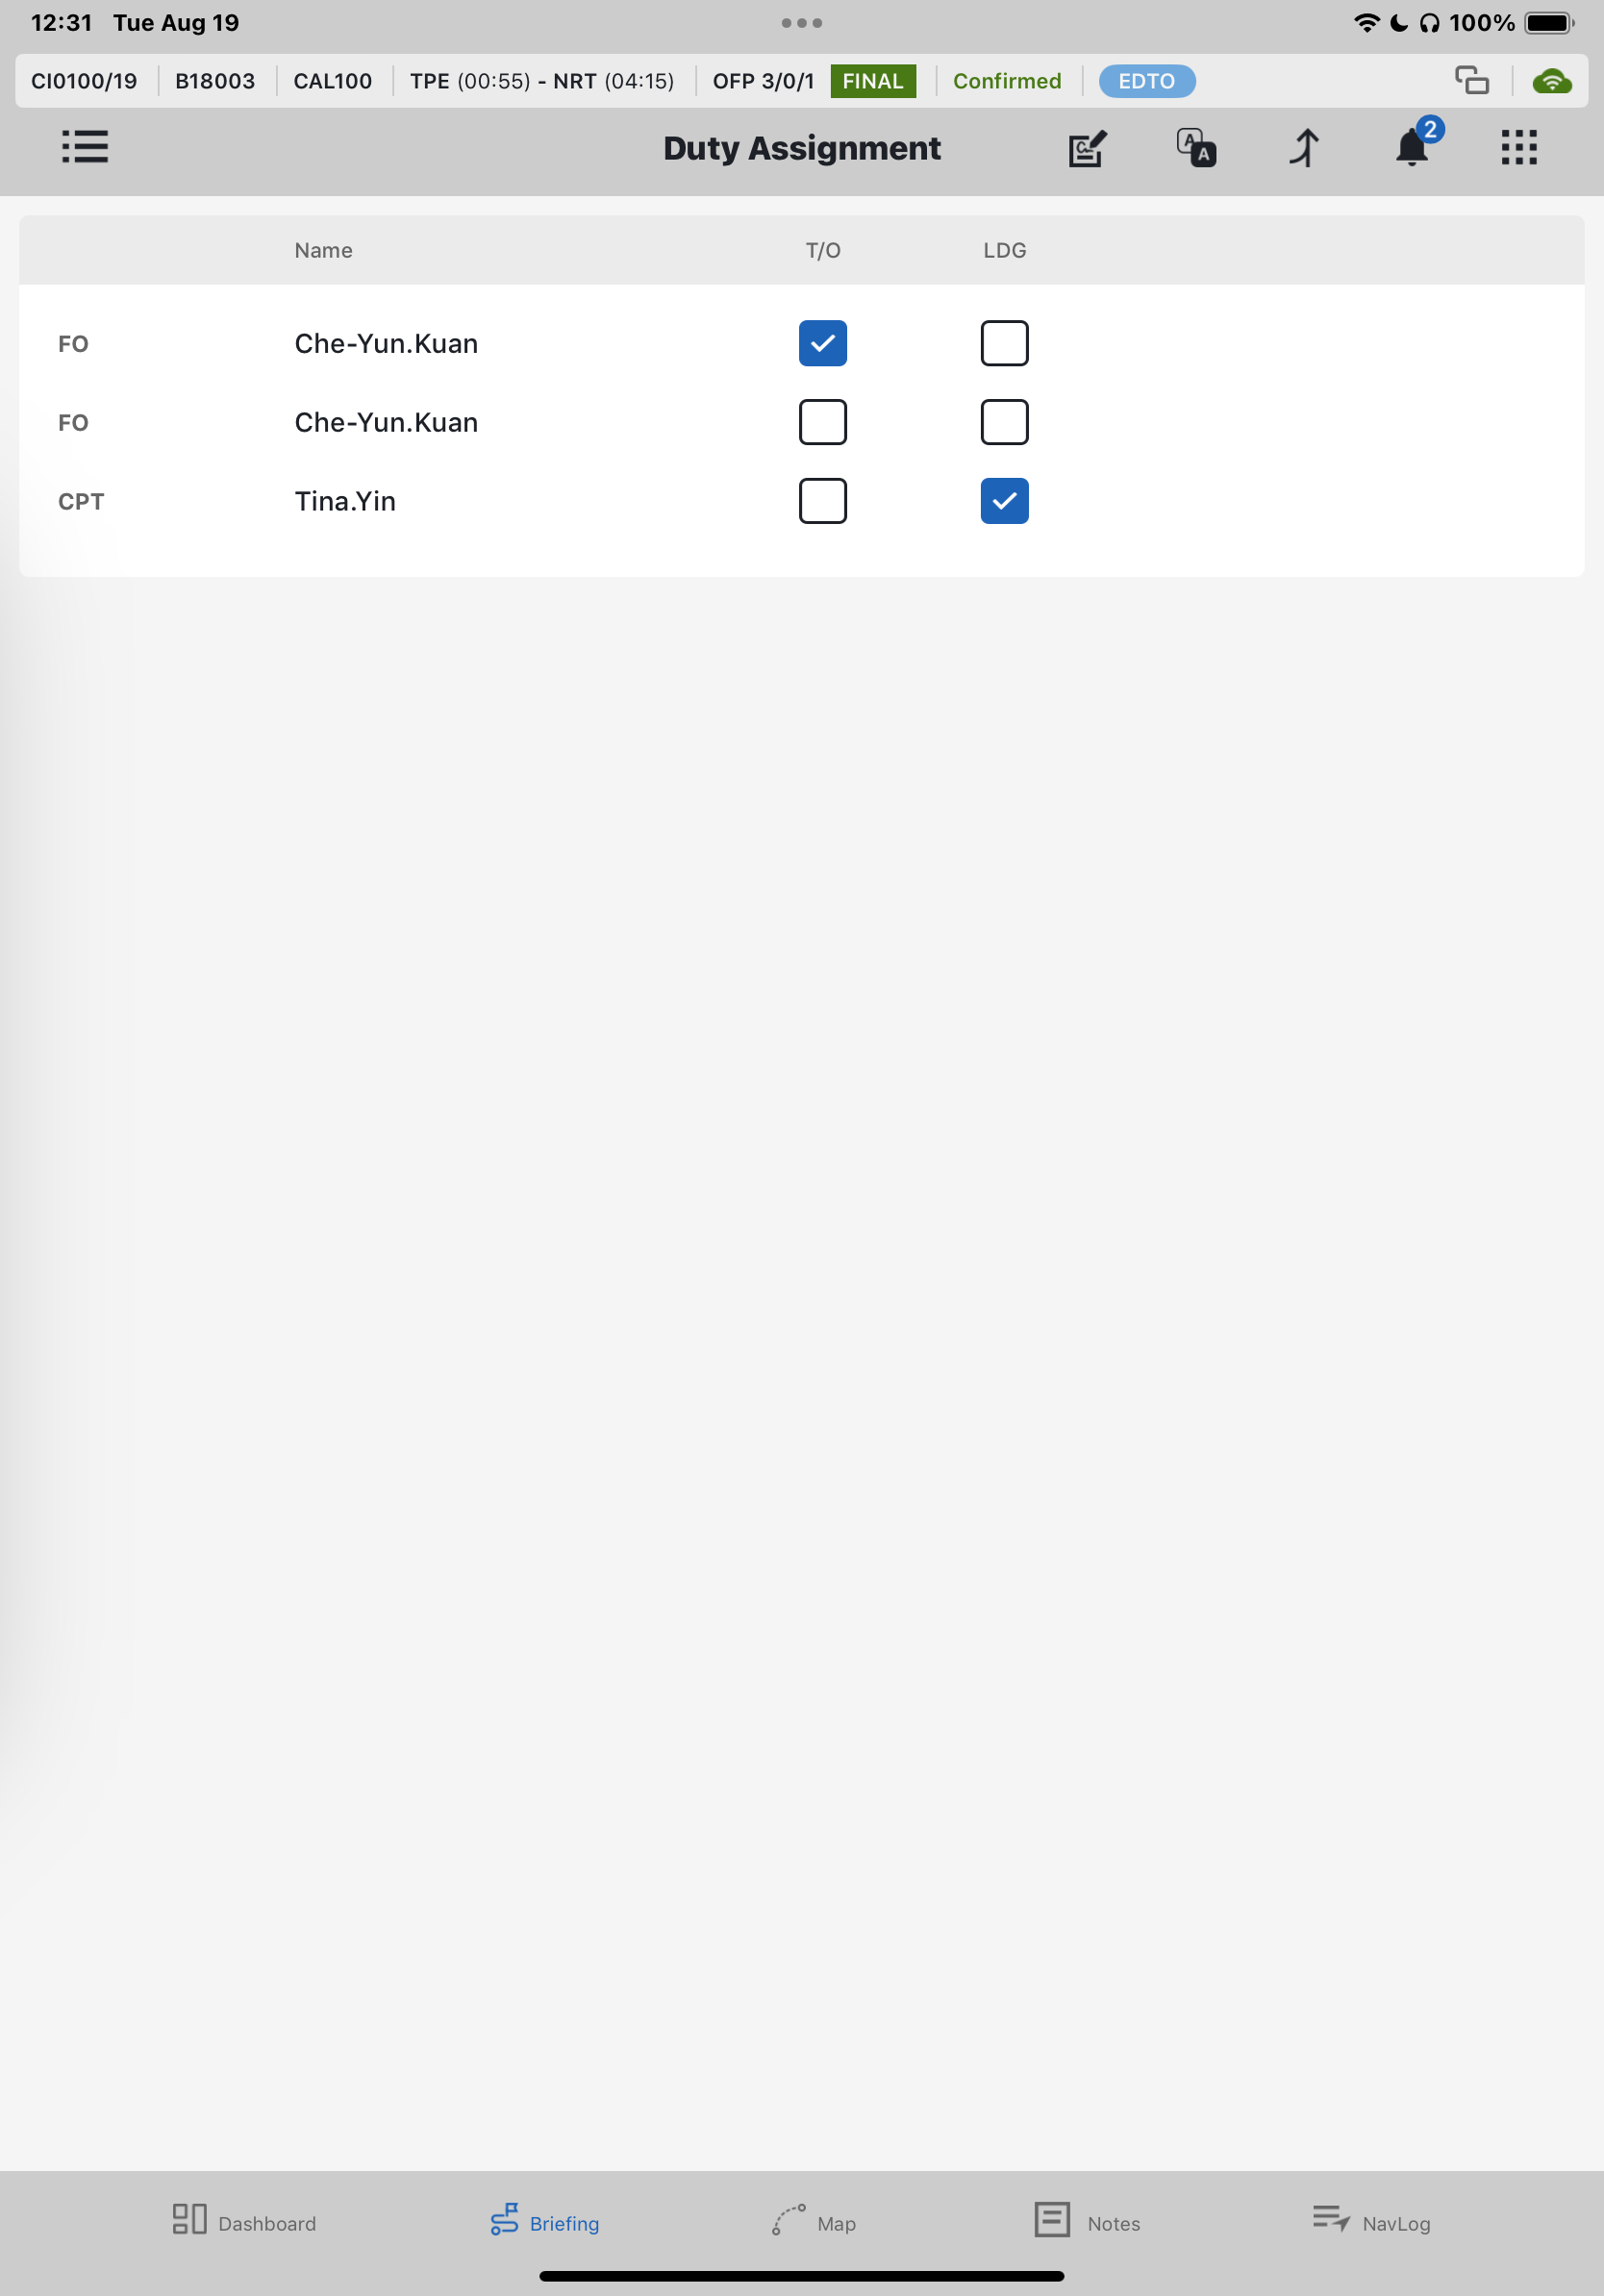 12:31 Tue Aug 19 100%
CI0100/19 B18003 CAL100 TPE (00:55) - NRT (04:15) OFP 3/0/1 FINAL Confirmed EDTO
Duty Assignment A A 2
Name T/O LDG
FO Che-Yun.Kuan
FO Che-Yun.Kuan
CPT Tina.Yin
Dashboard Briefing Map Notes NavLog